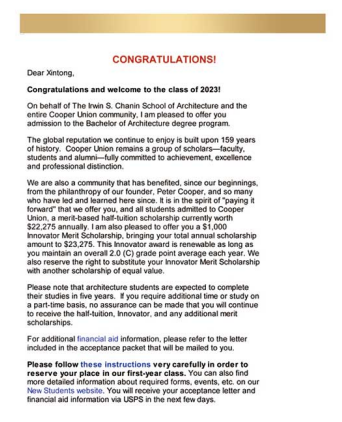 CONGRATULATIONS!
Dear Xintong,
Congratulations and welcome to the class of 2023!
On behalf of The Irwin S. Chanin School of Architecture and the
entire Cooper Union community, I am pleased to offer you
admission to the Bachelor of Architecture degree program.
The global reputation we continue to enjoy is built upon 159 years
of history. Cooper Union remains a group of scholars—faculty,
students and alumni—fully committed to achievement, excellence
and professional distinction.
We are also a community that has benefited, since our beginnings,
from the philanthropy of our founder, Peter Cooper, and so many
who have led and learned here since. It is in the spirit of "paying it
forward" that we offer you, and all students admitted to Cooper
Union, a merit-based half-tuition scholarship currently worth
$22,275 annually. I am also pleased to offer you a $1,000
Innovator Merit Scholarship, bringing your total annual scholarship
amount to $23,275. This Innovator award is renewable as long as
you maintain an overall 2.0 (C) grade point average each year. We
also reserve the right to substitute your Innovator Merit Scholarship
with another scholarship of equal value.
Please note that architecture students are expected to complete
their studies in five years. If you require additional time or study on
a part-time basis, no assurance can be made that you will continue
to receive the half-tuition, Innovator, and any additional merit
scholarships.
For additional financial aid information, please refer to the letter
included in the acceptance packet that will be mailed to you.
Please follow these instructions very carefully in order to
reserve your place in our first-year class. You can also find
more detailed information about required forms, events, etc. on our
New Students website. You will receive your acceptance letter and
financial aid information via USPS in the next few days.